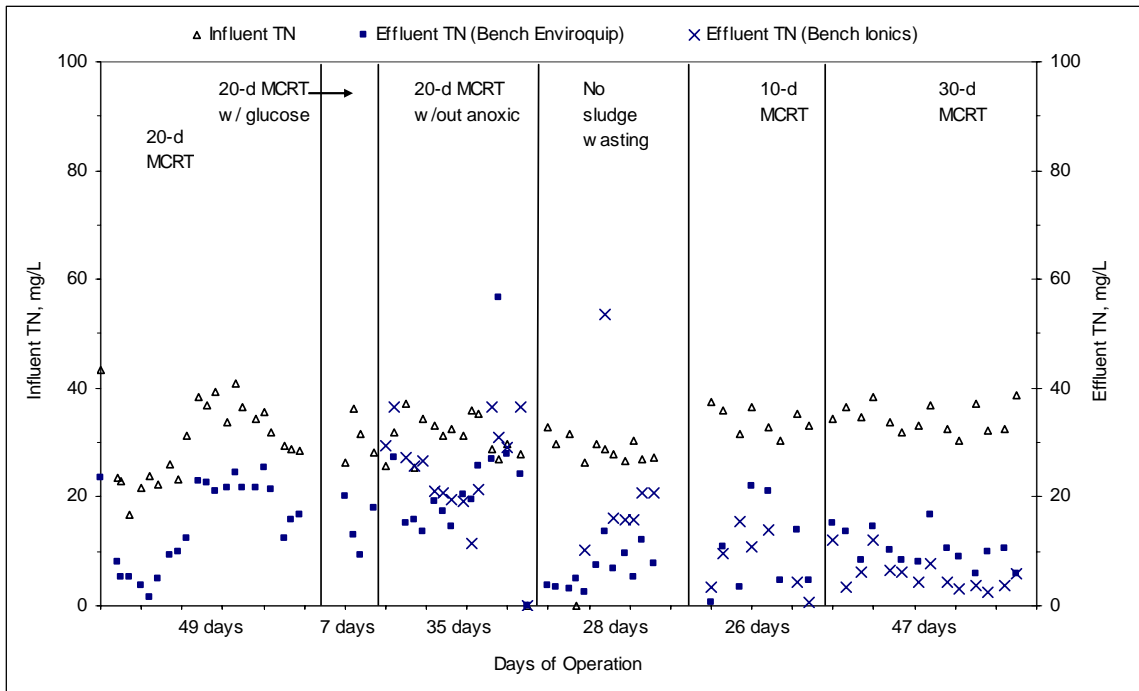 Influent TN Effluent TN (Bench Enviroquip) Effluent TN (Bench Ionics)
100 100
20-d MCRT
w/ glucose
20-d MCRT
w/out anoxic
No
sludge
wasting
10-d
MCRT
30-d
MCRT
20-d
MCRT
80 80
60 60
40 40
20 20
0 0
Influent TN, mg/L
Effluent TN, mg/L
49 days 7 days 35 days 28 days 26 days 47 days
Days of Operation